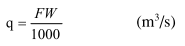 q = FW/1000 (m³/s)